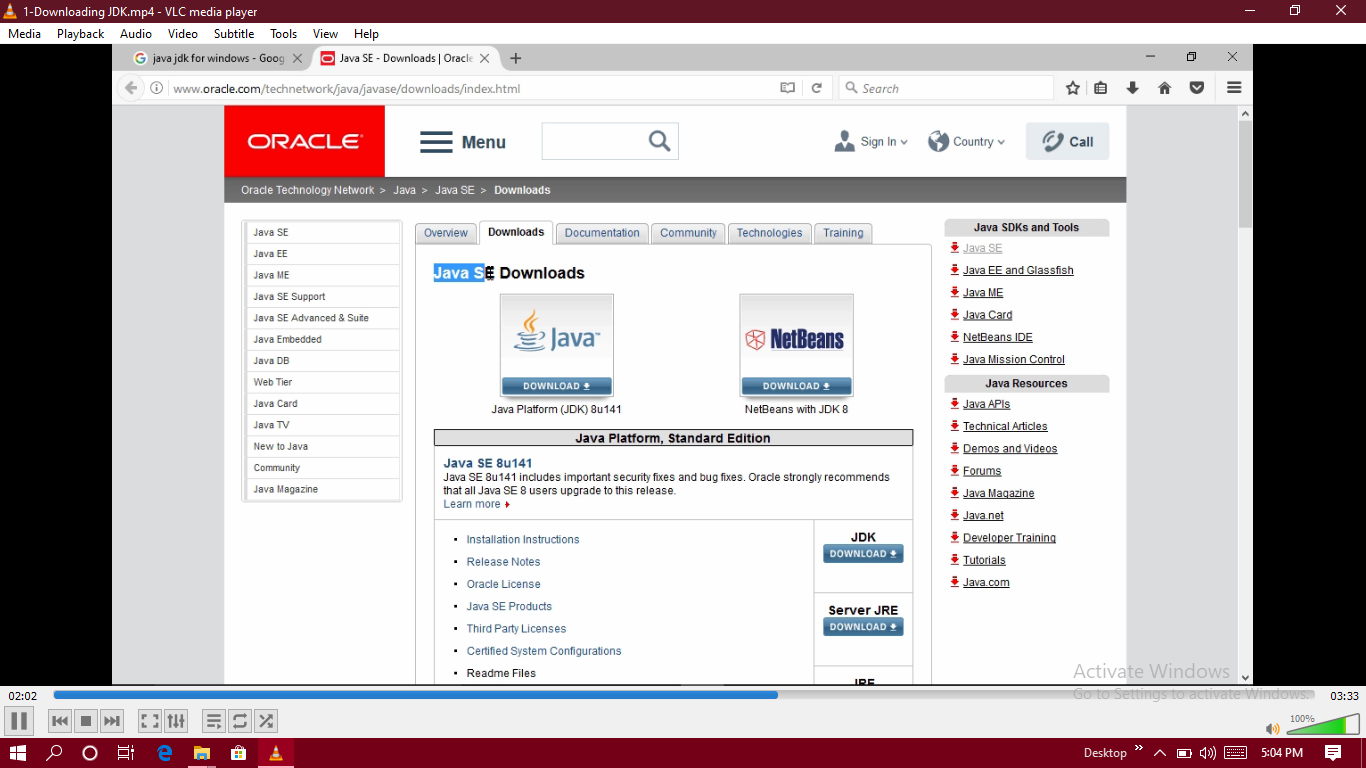 1-Downloading JDK.mp4 - VLC media player
Media Playback Audio Video Subtitle Tools View Help
java jdk for windows - Goog
Java SE - Downloads | Oracle
www.oracle.com/technetwork/java/javase/downloads/index.html
Search
ORACLE
Menu
Sign In
Country
Call
Oracle Technology Network > Java > Java SE > Downloads
Java SE
Java EE
Java ME
Java SE Support
Java SE Advanced & Suite
Java Embedded
Java DB
Web Tier
Java Card
Java TV
New to Java
Community
Java Magazine
Overview Downloads Documentation Community Technologies Training
Java SE Downloads
Java™
DOWNLOAD
Java Platform (JDK) 8u141
NetBeans
DOWNLOAD
NetBeans with JDK 8
Java Platform, Standard Edition
Java SE 8u141
Java SE 8u141 includes important security fixes and bug fixes. Oracle strongly recommends
that all Java SE 8 users upgrade to this release.
Learn more
Installation Instructions
Release Notes
Oracle License
Java SE Products
Third Party Licenses
Certified System Configurations
Readme Files
JDK
DOWNLOAD
Server JRE
DOWNLOAD
JRE
Java SDKs and Tools
Java SE
Java EE and Glassfish
Java ME
Java Card
NetBeans IDE
Java Mission Control
Java Resources
Java APIs
Technical Articles
Demos and Videos
Forums
Java Magazine
Java.net
Developer Training
Tutorials
Java.com
Activate Windows
Go to Settings to activate Windows.
02:02
03:33
100%
Desktop
5:04 PM